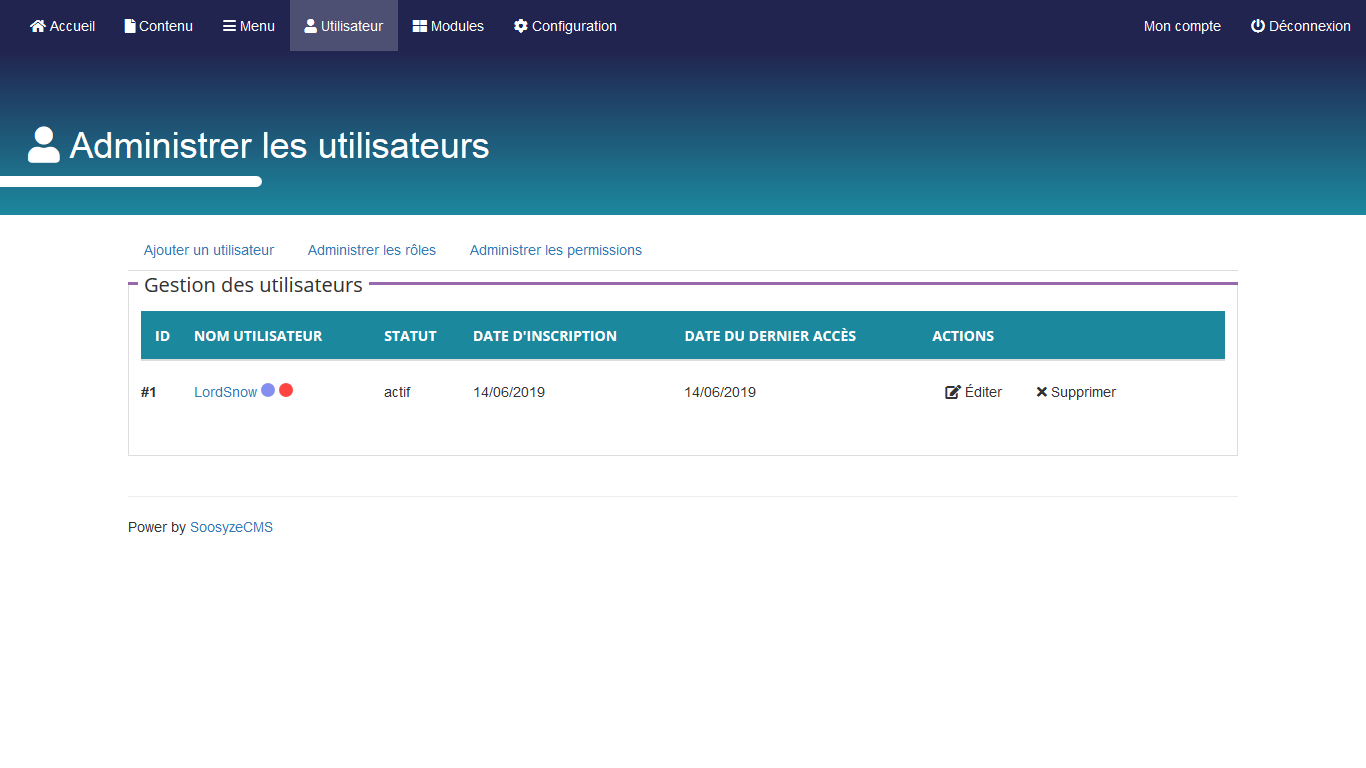 Accueil Contenu Menu Utilisateur Modules Configuration Mon compte Déconnexion
Administrer les utilisateurs
Ajouter un utilisateur Administrer les rôles Administrer les permissions
Gestion des utilisateurs
ID NOM UTILISATEUR STATUT DATE D'INSCRIPTION DATE DU DERNIER ACCÈS ACTIONS
#1 LordSnow actif 14/06/2019 14/06/2019 Éditer Supprimer
Power by SoosyzeCMS